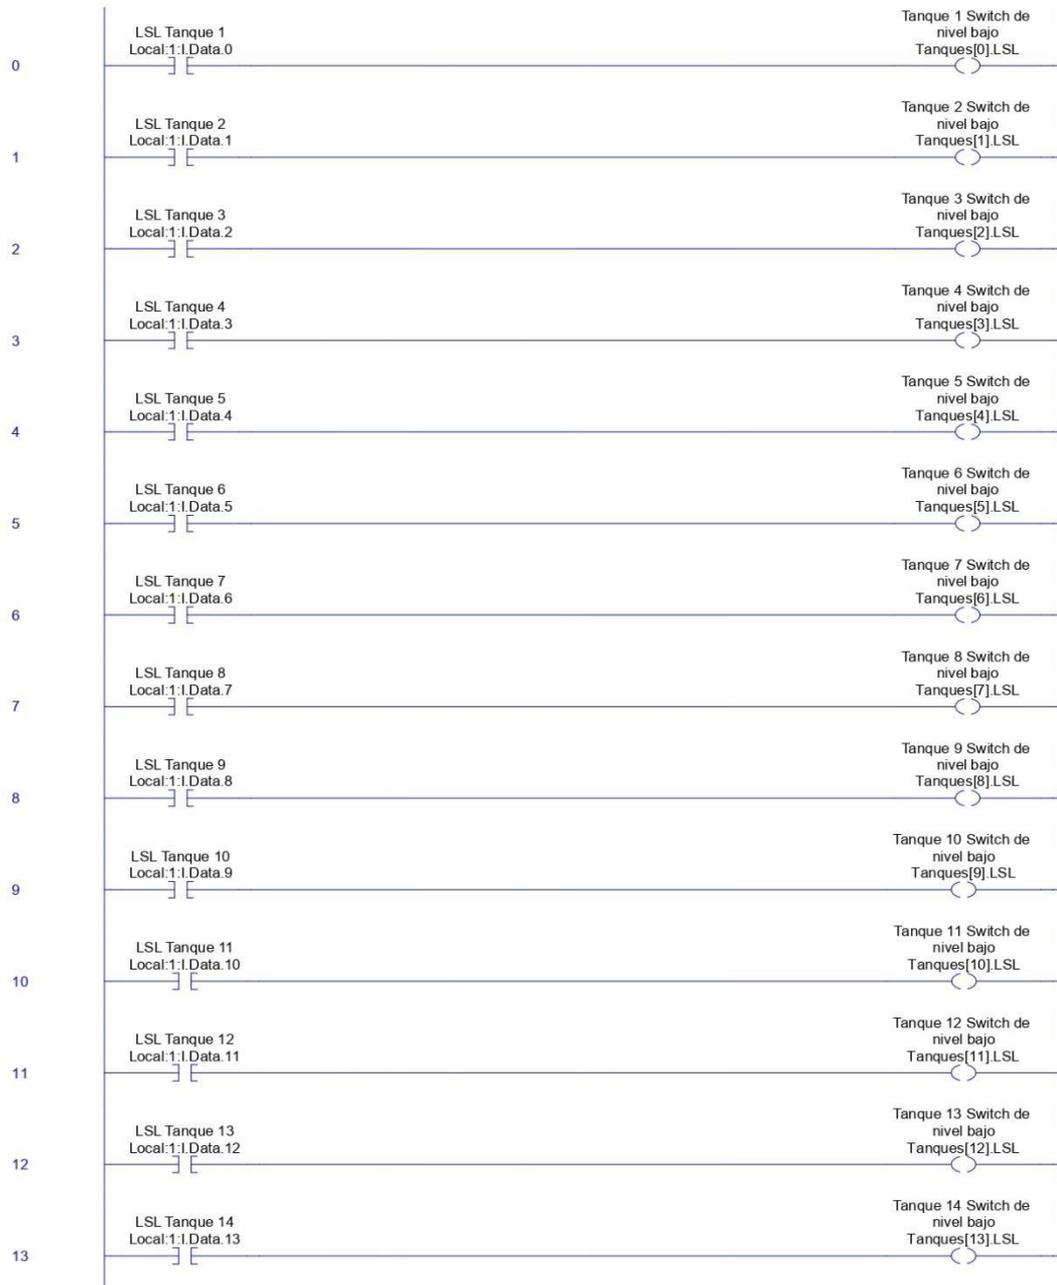 LSL Tanque 1
Local:1:I.Data.0
Tanque 1 Switch de
nivel bajo
Tanques[0].LSL
0
LSL Tanque 2
Local:1:I.Data.1
Tanque 2 Switch de
nivel bajo
Tanques[1].LSL
1
LSL Tanque 3
Local:1:I.Data.2
Tanque 3 Switch de
nivel bajo
Tanques[2].LSL
2
LSL Tanque 4
Local:1:I.Data.3
Tanque 4 Switch de
nivel bajo
Tanques[3].LSL
3
LSL Tanque 5
Local:1:I.Data.4
Tanque 5 Switch de
nivel bajo
Tanques[4].LSL
4
LSL Tanque 6
Local:1:I.Data.5
Tanque 6 Switch de
nivel bajo
Tanques[5].LSL
5
LSL Tanque 7
Local:1:I.Data.6
Tanque 7 Switch de
nivel bajo
Tanques[6].LSL
6
LSL Tanque 8
Local:1:I.Data.7
Tanque 8 Switch de
nivel bajo
Tanques[7].LSL
7
LSL Tanque 9
Local:1:I.Data.8
Tanque 9 Switch de
nivel bajo
Tanques[8].LSL
8
LSL Tanque 10
Local:1:I.Data.9
Tanque 10 Switch de
nivel bajo
Tanques[9].LSL
9
LSL Tanque 11
Local:1:I.Data.10
Tanque 11 Switch de
nivel bajo
Tanques[10].LSL
10
LSL Tanque 12
Local:1:I.Data.11
Tanque 12 Switch de
nivel bajo
Tanques[11].LSL
11
LSL Tanque 13
Local:1:I.Data.12
Tanque 13 Switch de
nivel bajo
Tanques[12].LSL
12
LSL Tanque 14
Local:1:I.Data.13
Tanque 14 Switch de
nivel bajo
Tanques[13].LSL
13